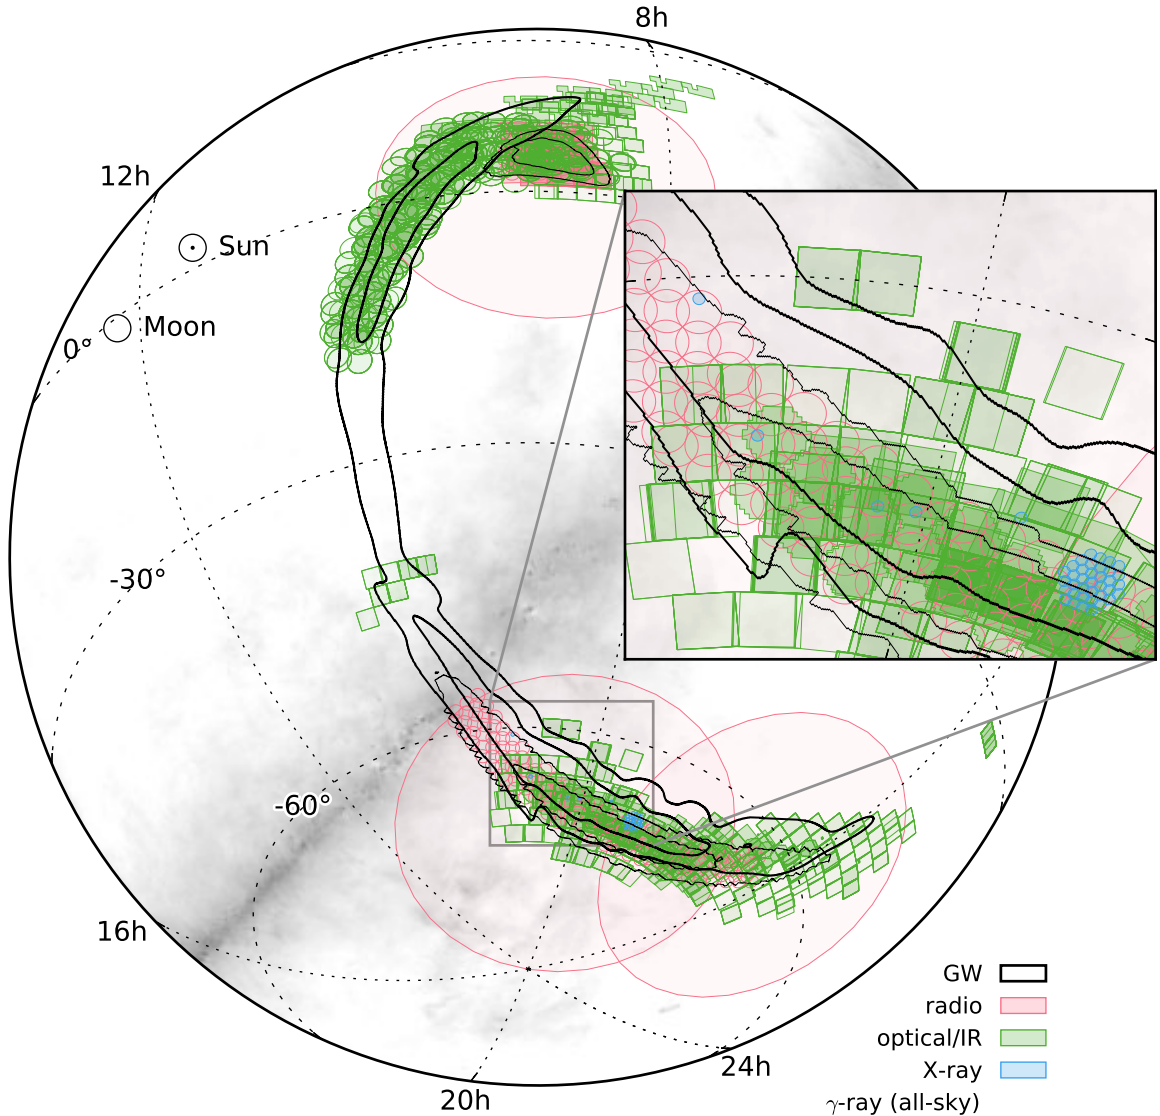 8h
12h
Sun
Moon
0°
-30°
-60°
16h
GW
radio
optical/IR
X-ray
γ-ray (all-sky)
24h
20h